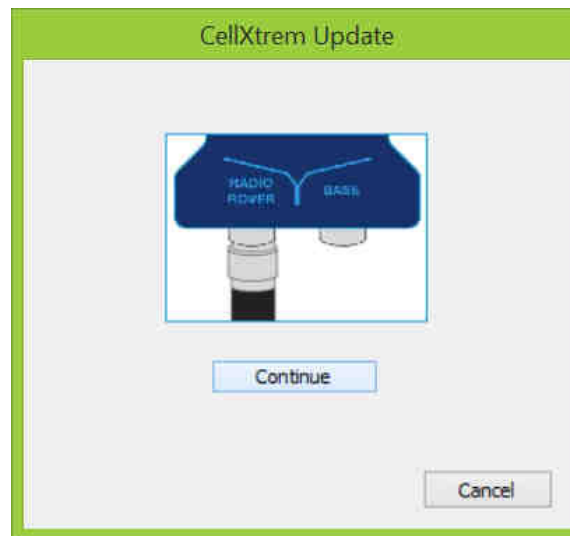 CellXtrem Update
RADIO BASE
ROVER
Continue
Cancel